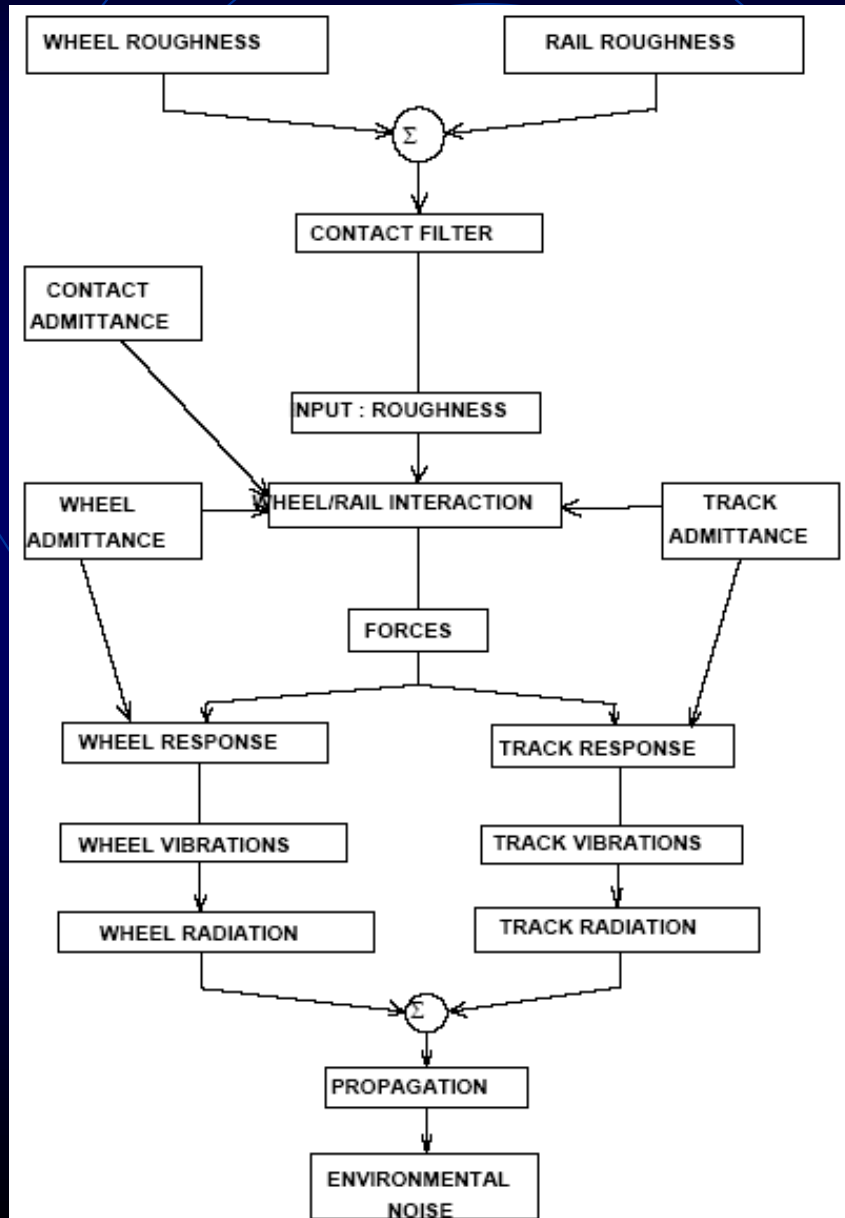 WHEEL ROUGHNESS
RAIL ROUGHNESS
Σ
CONTACT FILTER
CONTACT
ADMITTANCE
INPUT : ROUGHNESS
WHEEL/RAIL INTERACTION
WHEEL
ADMITTANCE
TRACK
ADMITTANCE
FORCES
WHEEL RESPONSE
TRACK RESPONSE
WHEEL VIBRATIONS
TRACK VIBRATIONS
WHEEL RADIATION
TRACK RADIATION
Σ
PROPAGATION
ENVIRONMENTAL
NOISE